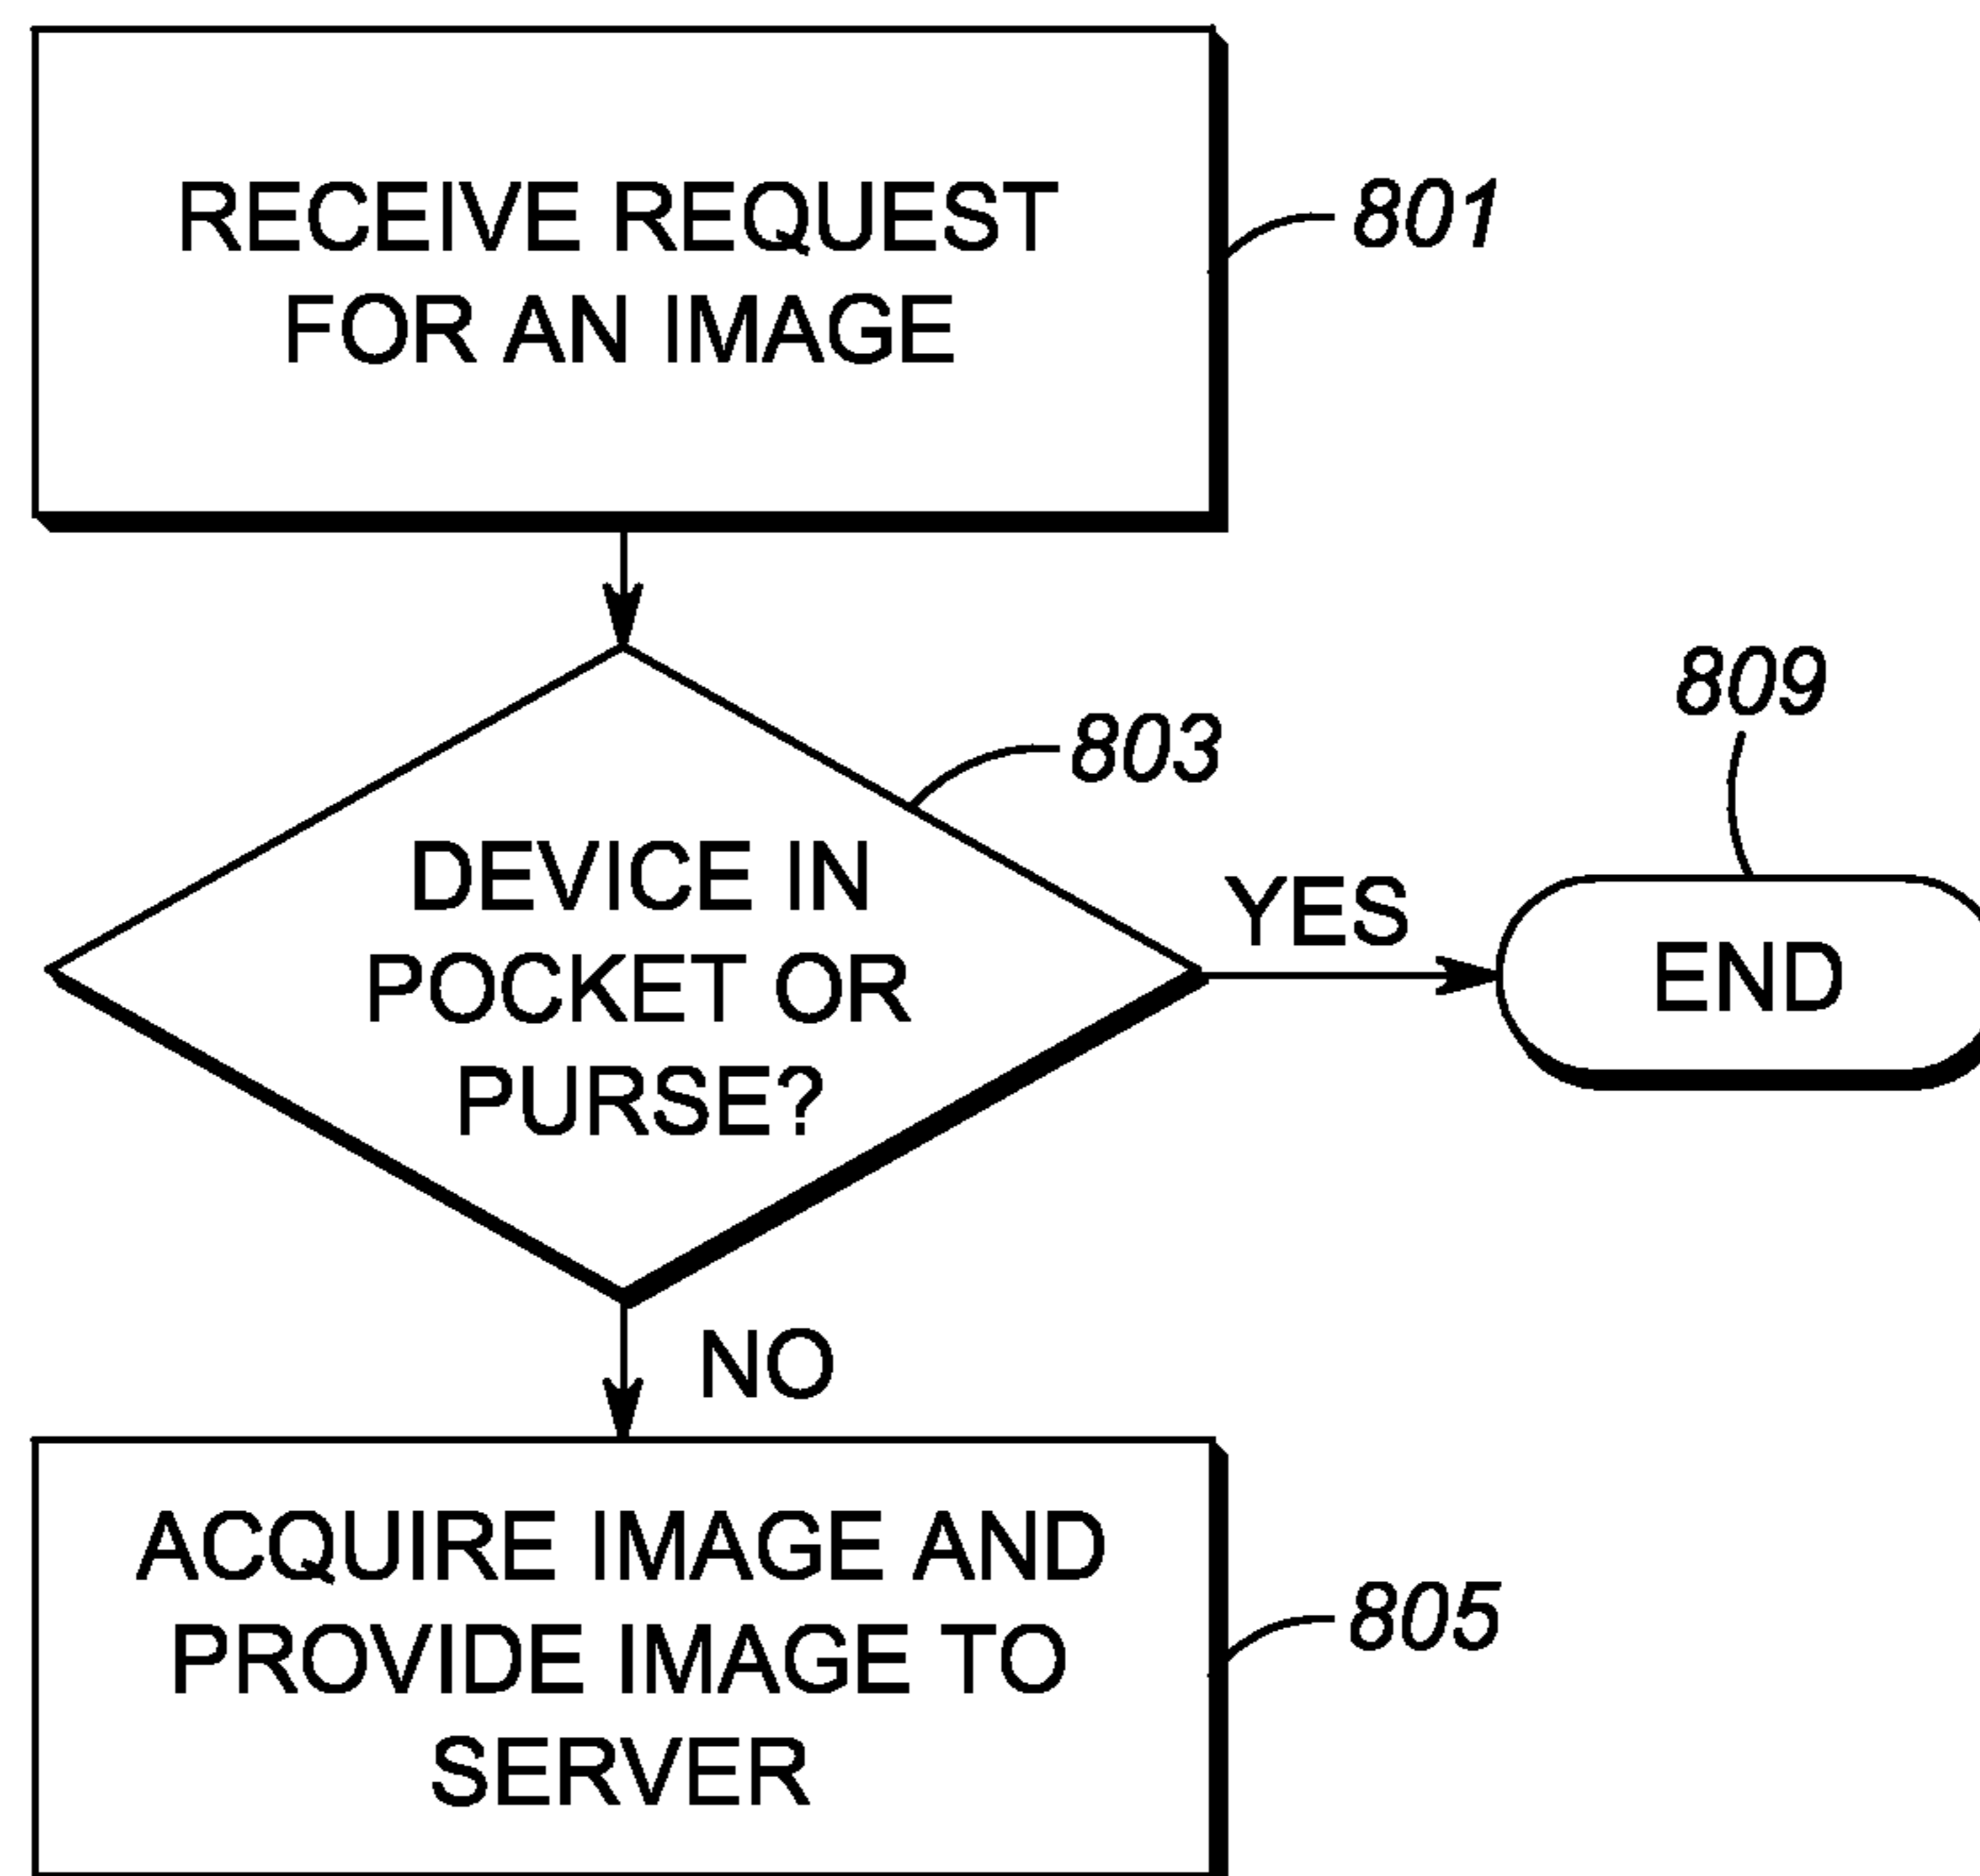 RECEIVE REQUEST
FOR AN IMAGE
801
809
803
DEVICE IN
POCKET OR
PURSE?
YES
END
NO
ACQUIRE IMAGE AND
PROVIDE IMAGE TO
SERVER
805